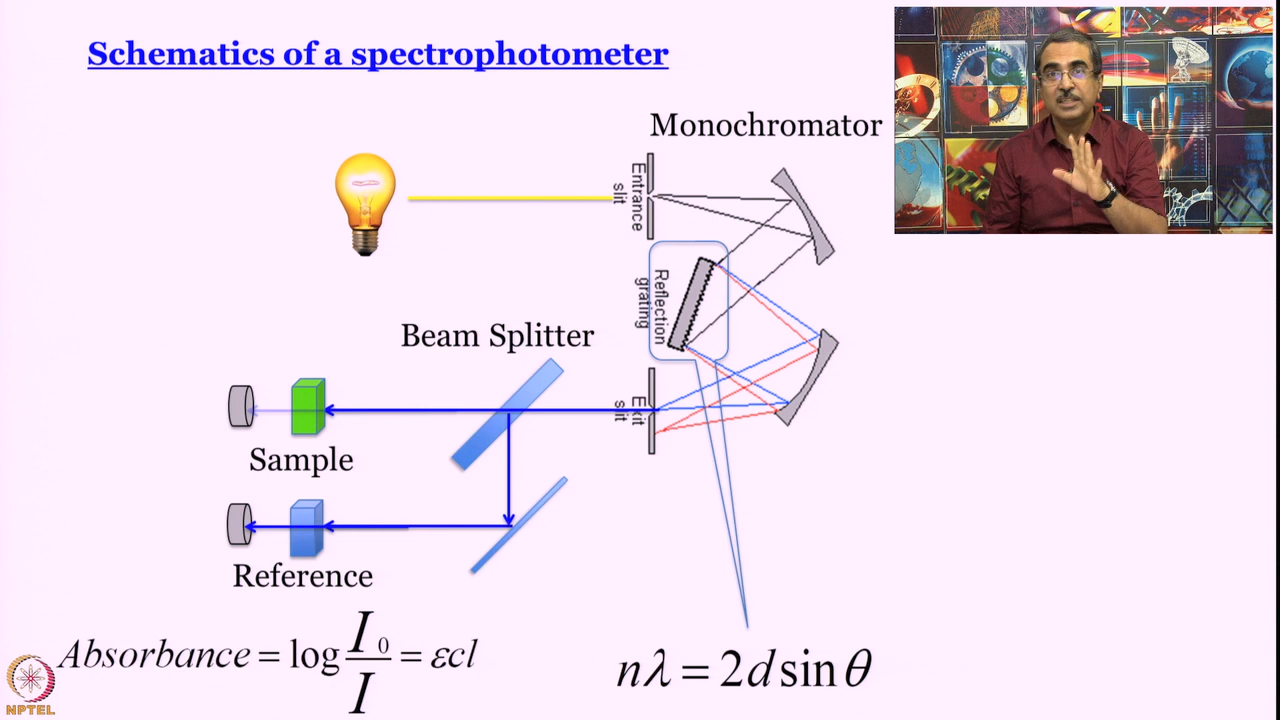 Schematics of a spectrophotometer
Monochromator
Entrance
slit
Reflection
grating
Beam Splitter
Exit
slit
Sample
Reference
Absorbance = log I₀/I = εcl
nλ = 2d sin θ
NPTEL